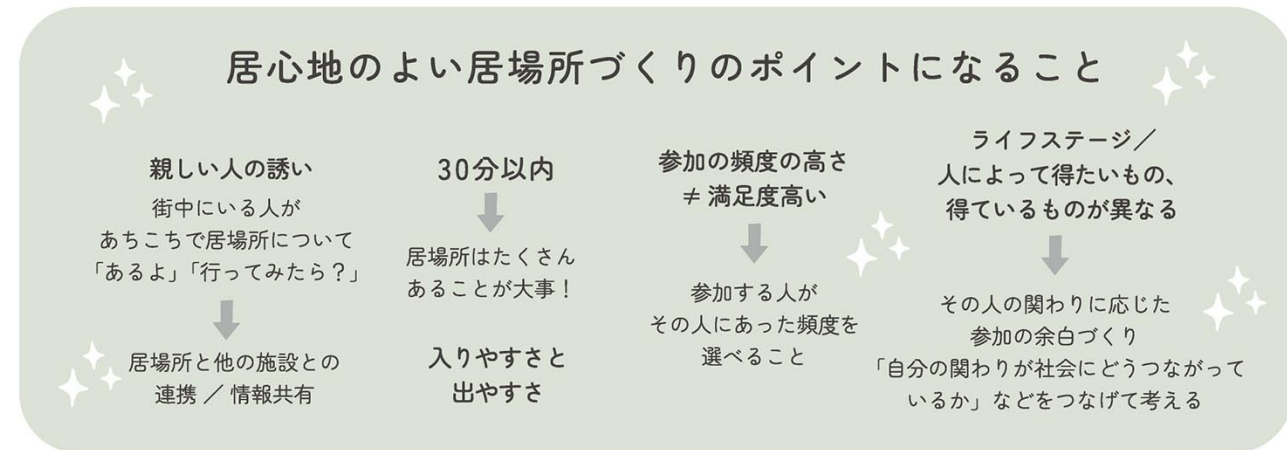 居心地のよい居場所づくりのポイントになること
親しい人の誘い
街中にいる人が
あちこちで居場所について
「あるよ」「行ってみたら？」
居場所と他の施設との
連携 ／ 情報共有
30分以内
居場所はたくさん
あることが大事！
入りやすさと
出やすさ
参加の頻度の高さ
≠ 満足度高い
参加する人が
その人にあった頻度を
選べること
ライフステージ／
人によって得たいもの、
得ているものが異なる
その人の関わりに応じた
参加の余白づくり
「自分の関わりが社会にどうつながって
いるか」などをつなげて考える